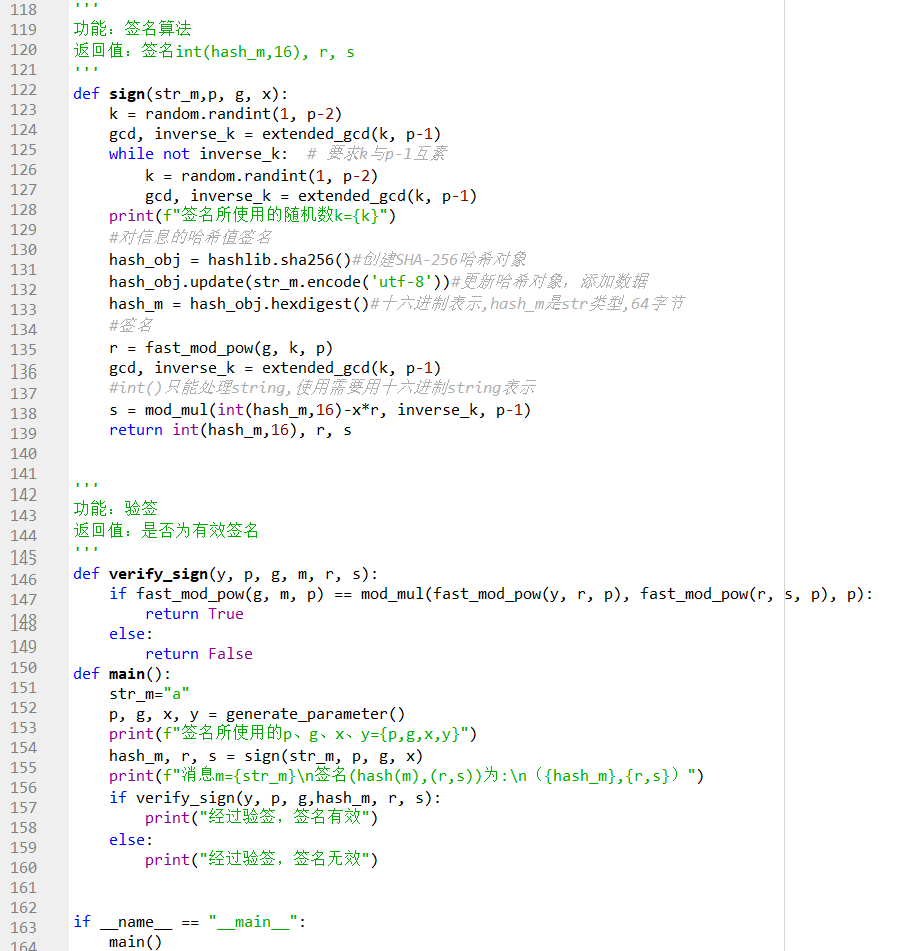 118 '''
119 功能：签名算法
120 返回值：签名int(hash_m,16), r, s
121 '''
122 def sign(str_m,p, g, x):
123     k = random.randint(1, p-2)
124     gcd, inverse_k = extended_gcd(k, p-1)
125     while not inverse_k:  # 要求k与p-1互素
126         k = random.randint(1, p-2)
127         gcd, inverse_k = extended_gcd(k, p-1)
128     print(f"签名所使用的随机数k={k}")
129     #对信息的哈希值签名
130     hash_obj = hashlib.sha256()#创建SHA-256哈希对象
131     hash_obj.update(str_m.encode('utf-8'))#更新哈希对象，添加数据
132     hash_m = hash_obj.hexdigest()#十六进制表示,hash_m是str类型,64字节
133     #签名
134     r = fast_mod_pow(g, k, p)
135     gcd, inverse_k = extended_gcd(k, p-1)
136     #int()只能处理string,使用需要用十六进制string表示
137     s = mod_mul(int(hash_m,16)-x*r, inverse_k, p-1)
138     return int(hash_m,16), r, s
139
140
141 '''
142 功能：验签
143 返回值：是否为有效签名
144 '''
145 def verify_sign(y, p, g, m, r, s):
146     if fast_mod_pow(g, m, p) == mod_mul(fast_mod_pow(y, r, p), fast_mod_pow(r, s, p), p):
147         return True
148     else:
148         return False
149 def main():
150     str_m="a"
151     p, g, x, y = generate_parameter()
152     print(f"签名所使用的p、g、x、y={p,g,x,y}")
153     hash_m, r, s = sign(str_m, p, g, x)
154     print(f"消息m={str_m}\n签名(hash(m),(r,s))为:\n（{hash_m},{r,s}）")
155     if verify_sign(y, p, g,hash_m, r, s):
156         print("经过验签，签名有效")
157     else:
158         print("经过验签，签名无效")
159
160
161
162 if __name__ == "__main__":
163     main()
164